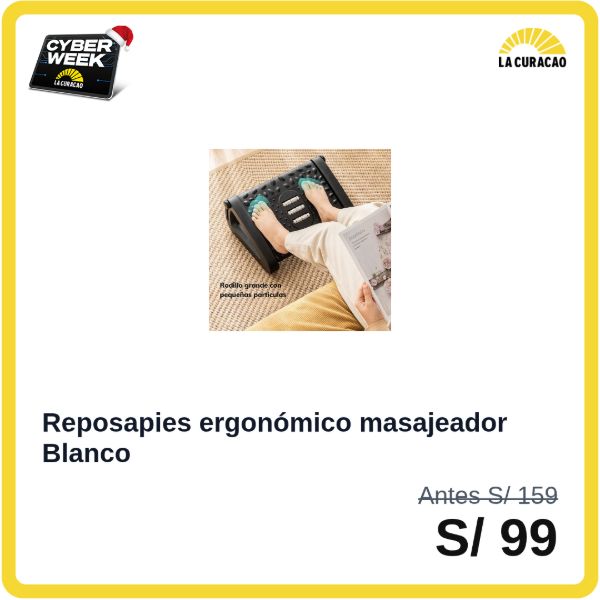 CYBER
WEEK
LA CURACAO
LA CURACAO
Rodillo grande con
pequeñas partículas
Reposapies ergonómico masajeador
Blanco
Antes S/ 159
S/ 99